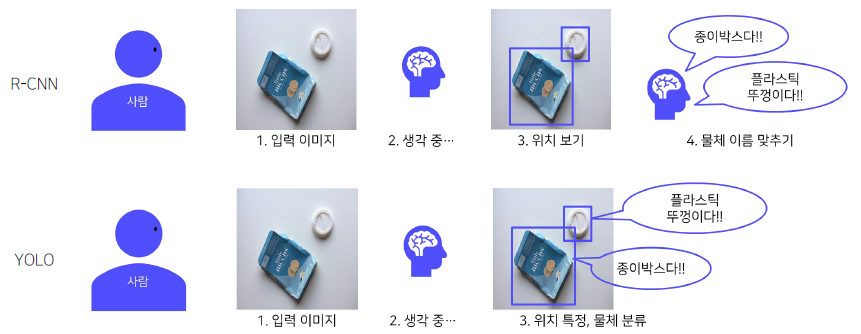 R-CNN
사람
종이박스다!!
플라스틱
뚜껑이다!!
1. 입력 이미지
2. 생각 중…
3. 위치 보기
4. 물체 이름 맞추기
YOLO
사람
플라스틱
뚜껑이다!!
종이박스다!!
1. 입력 이미지
2. 생각 중…
3. 위치 특정, 물체 분류